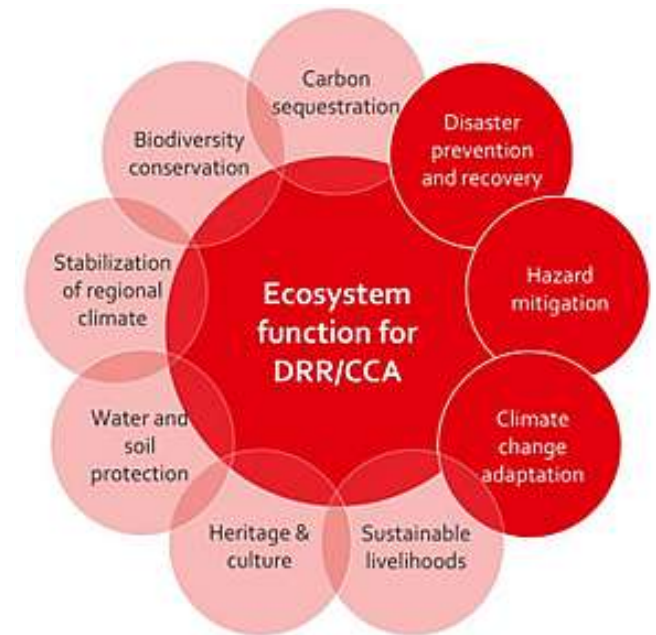 Carbon
sequestration
Disaster
prevention
and recovery
Hazard
mitigation
Climate
change
adaptation
Sustainable
livelihoods
Heritage &
culture
Water and
soil
protection
Stabilization
of regional
climate
Biodiversity
conservation
Ecosystem
function for
DRR/CCA